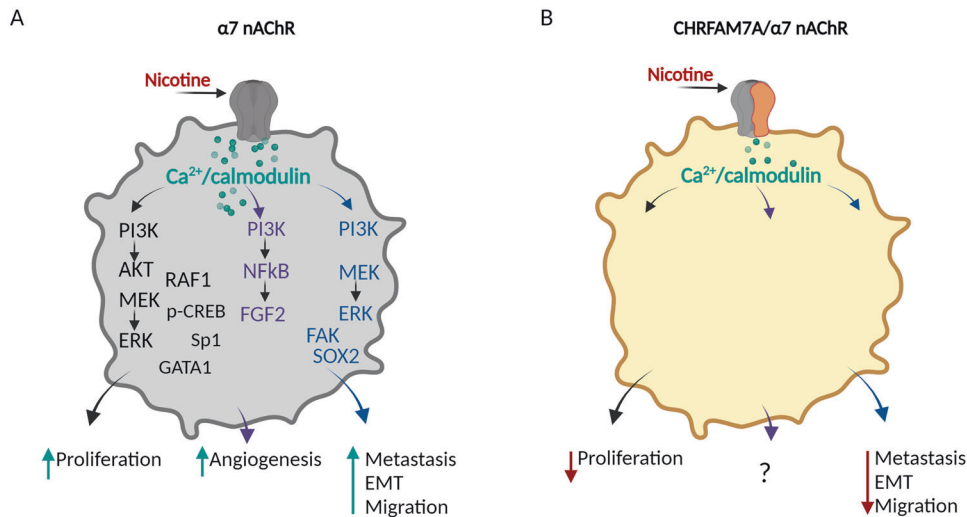 A
α7 nAChR
Nicotine
Ca²⁺/calmodulin
PI3K
AKT
MEK
ERK
RAF1
p-CREB
Sp1
GATA1
PI3K
NFkB
FGF2
PI3K
MEK
ERK
FAK
SOX2
Proliferation
Angiogenesis
Metastasis
EMT
Migration
B
CHRFAM7A/α7 nAChR
Nicotine
Ca²⁺/calmodulin
Proliferation
?
Metastasis
EMT
Migration